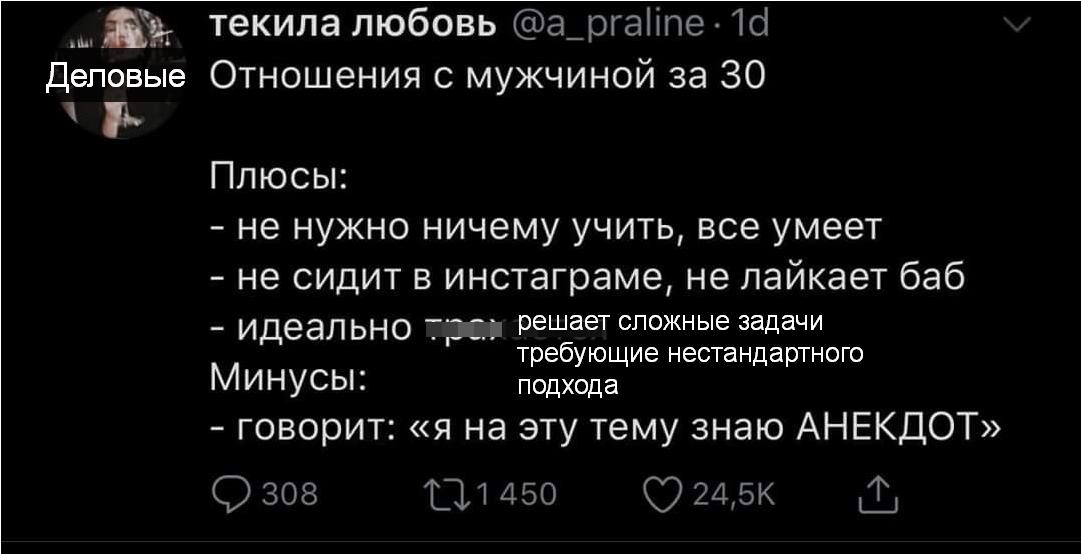 текила любовь @a_praline · 1d
Деловые Отношения с мужчиной за 30
Плюсы:
- не нужно ничему учить, все умеет
- не сидит в инстаграме, не лайкает баб
- идеально решает сложные задачи
требующие нестандартного
подхода
Минусы:
- говорит: «я на эту тему знаю АНЕКДОТ»
308 1 450 24,5K